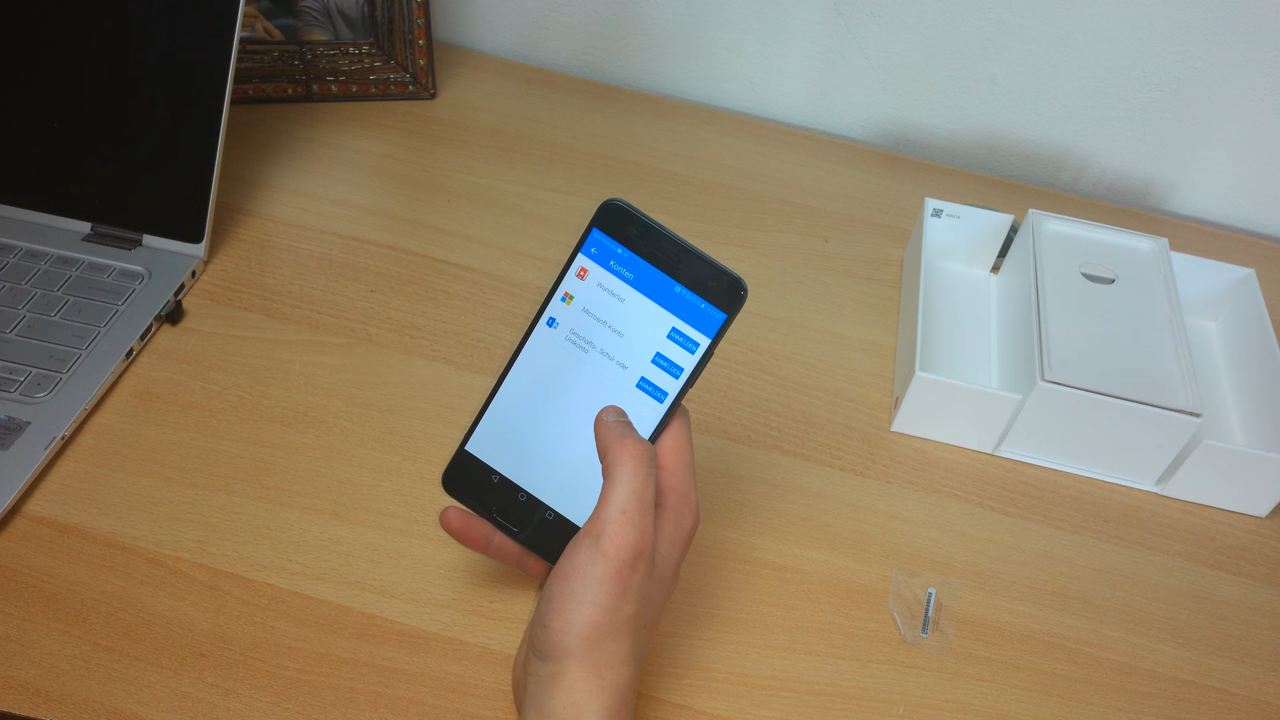 Konten
Wunderlist
ANMELDEN
Microsoft-Konto
ANMELDEN
Geschäfts-, Schul- oder
Unikonto
ANMELDEN